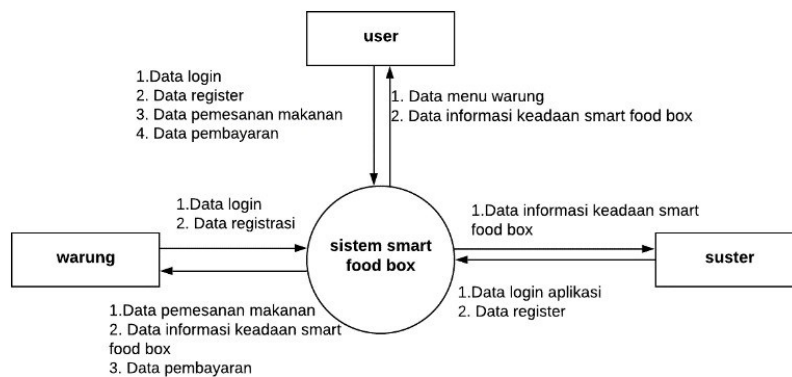 user
1.Data login
2. Data register
3. Data pemesanan makanan
4. Data pembayaran
1. Data menu warung
2. Data informasi keadaan smart food box
1.Data login
2. Data registrasi
warung
sistem smart
food box
1.Data informasi keadaan smart
food box
suster
1.Data login aplikasi
2. Data register
1.Data pemesanan makanan
2. Data informasi keadaan smart
food box
3. Data pembayaran